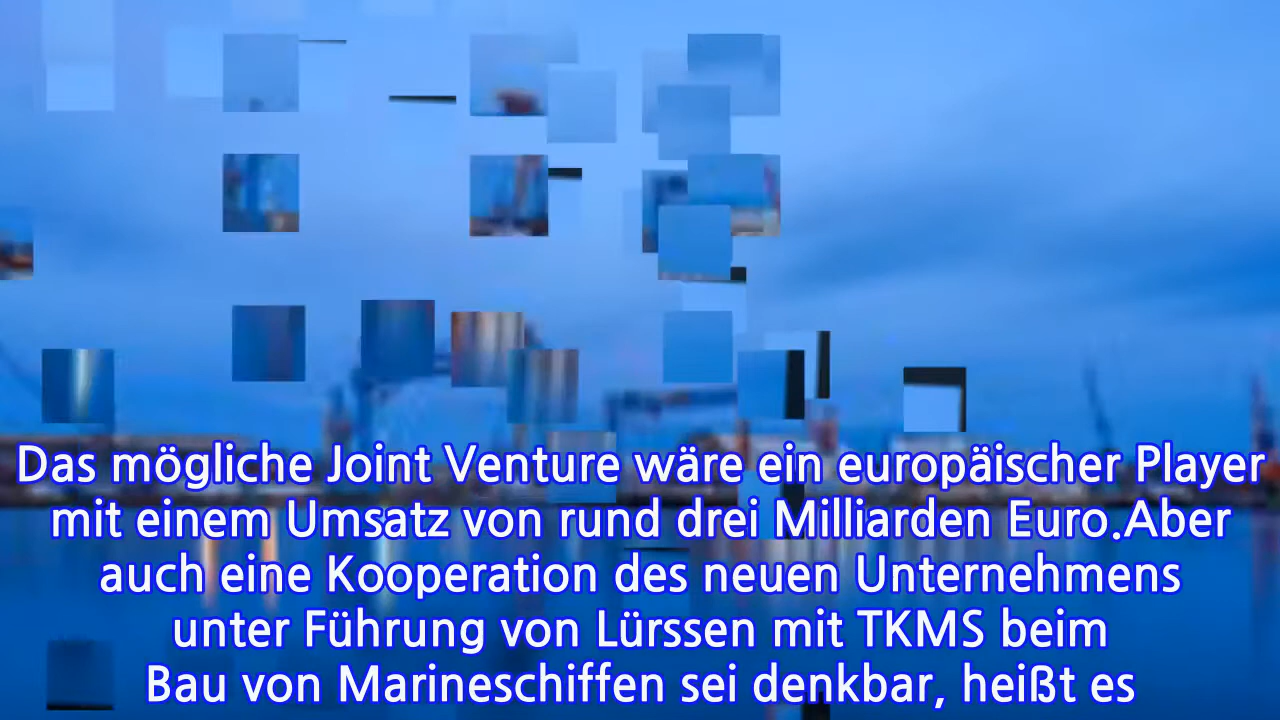 Das mögliche Joint Venture wäre ein europäischer Player
mit einem Umsatz von rund drei Milliarden Euro.Aber
auch eine Kooperation des neuen Unternehmens
unter Führung von Lürssen mit TKMS beim
Bau von Marineschiffen sei denkbar, heißt es